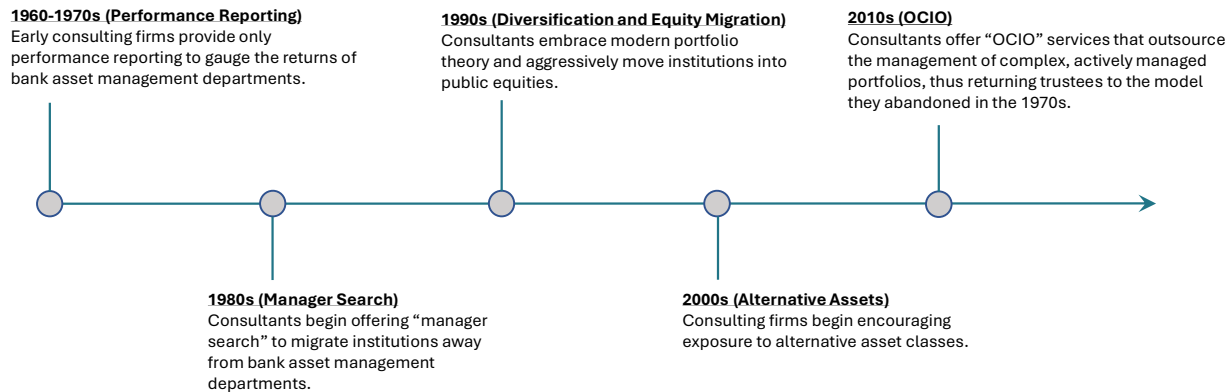 1960-1970s (Performance Reporting)
Early consulting firms provide only
performance reporting to gauge the returns of
bank asset management departments.
1980s (Manager Search)
Consultants begin offering “manager
search” to migrate institutions away
from bank asset management
departments.
1990s (Diversification and Equity Migration)
Consultants embrace modern portfolio
theory and aggressively move institutions into
public equities.
2000s (Alternative Assets)
Consulting firms begin encouraging
exposure to alternative asset classes.
2010s (OCIO)
Consultants offer “OCIO” services that outsource
the management of complex, actively managed
portfolios, thus returning trustees to the model
they abandoned in the 1970s.